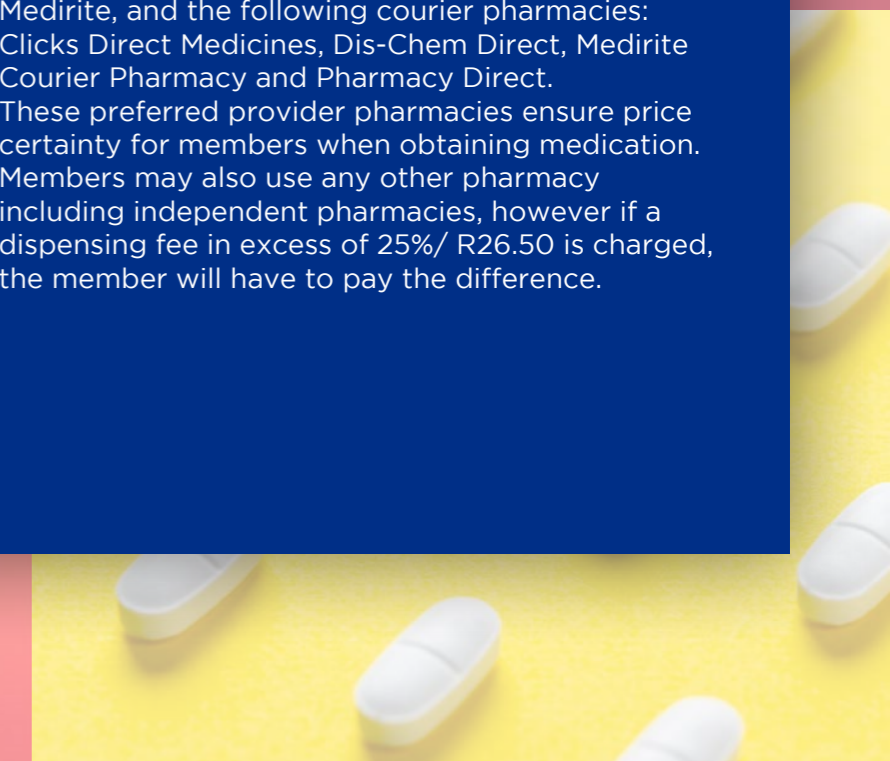 Medirite, and the following courier pharmacies:
Clicks Direct Medicines, Dis-Chem Direct, Medirite
Courier Pharmacy and Pharmacy Direct.
These preferred provider pharmacies ensure price
certainty for members when obtaining medication.
Members may also use any other pharmacy
including independent pharmacies, however if a
dispensing fee in excess of 25%/ R26.50 is charged,
the member will have to pay the difference.